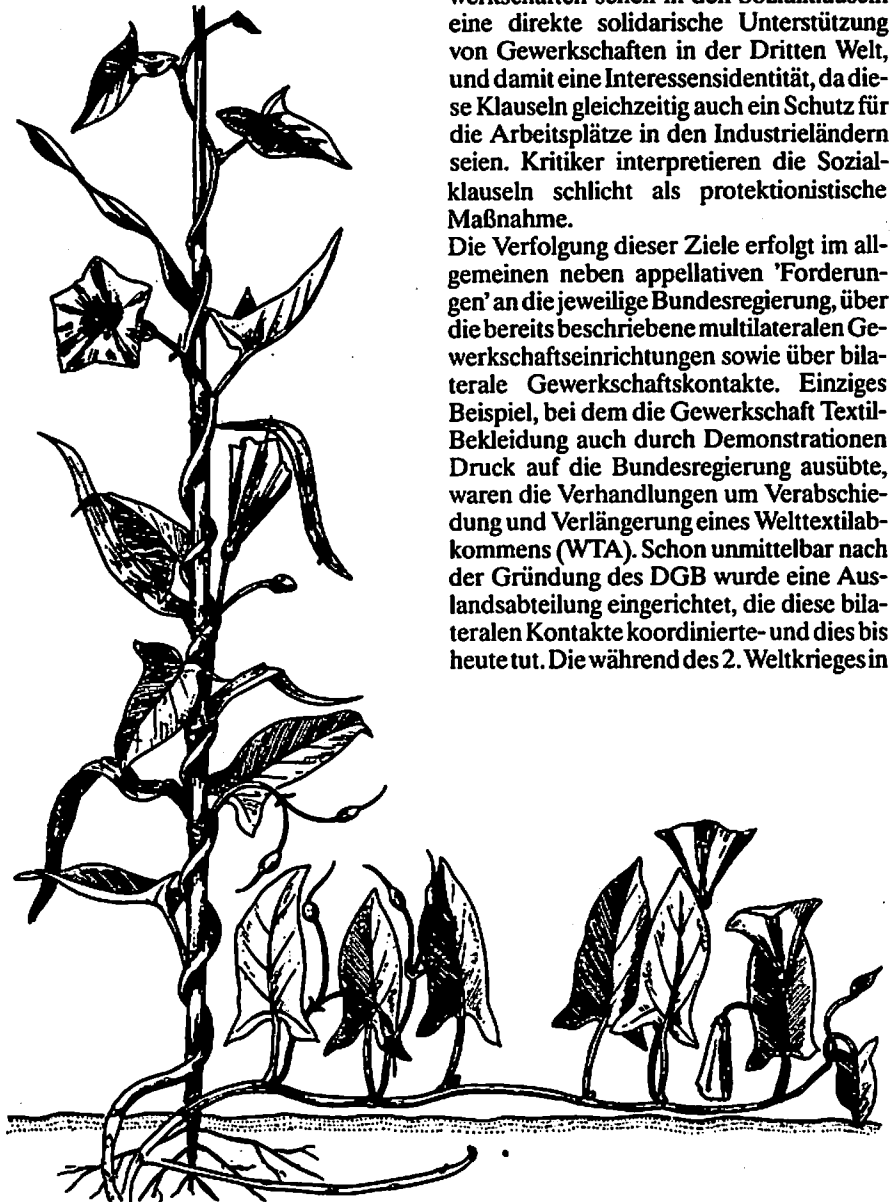 eine direkte solidarische Unterstützung
von Gewerkschaften in der Dritten Welt,
und damit eine Interessensidentität, da die-
se Klauseln gleichzeitig auch ein Schutz für
die Arbeitsplätze in den Industrieländern
seien. Kritiker interpretieren die Sozial-
klauseln schlicht als protektionistische
Maßnahme.
Die Verfolgung dieser Ziele erfolgt im all-
gemeinen neben appellativen 'Forderun-
gen' an die jeweilige Bundesregierung, über
die bereits beschriebene multilateralen Ge-
werkschaftseinrichtungen sowie über bila-
terale Gewerkschaftskontakte. Einziges
Beispiel, bei dem die Gewerkschaft Textil-
Bekleidung auch durch Demonstrationen
Druck auf die Bundesregierung ausübte,
waren die Verhandlungen um Verabschie-
dung und Verlängerung eines Welttextilab-
kommens (WTA). Schon unmittelbar nach
der Gründung des DGB wurde eine Aus-
landsabteilung eingerichtet, die diese bila-
teralen Kontakte koordinierte- und dies bis
heute tut. Die während des 2. Weltkrieges in